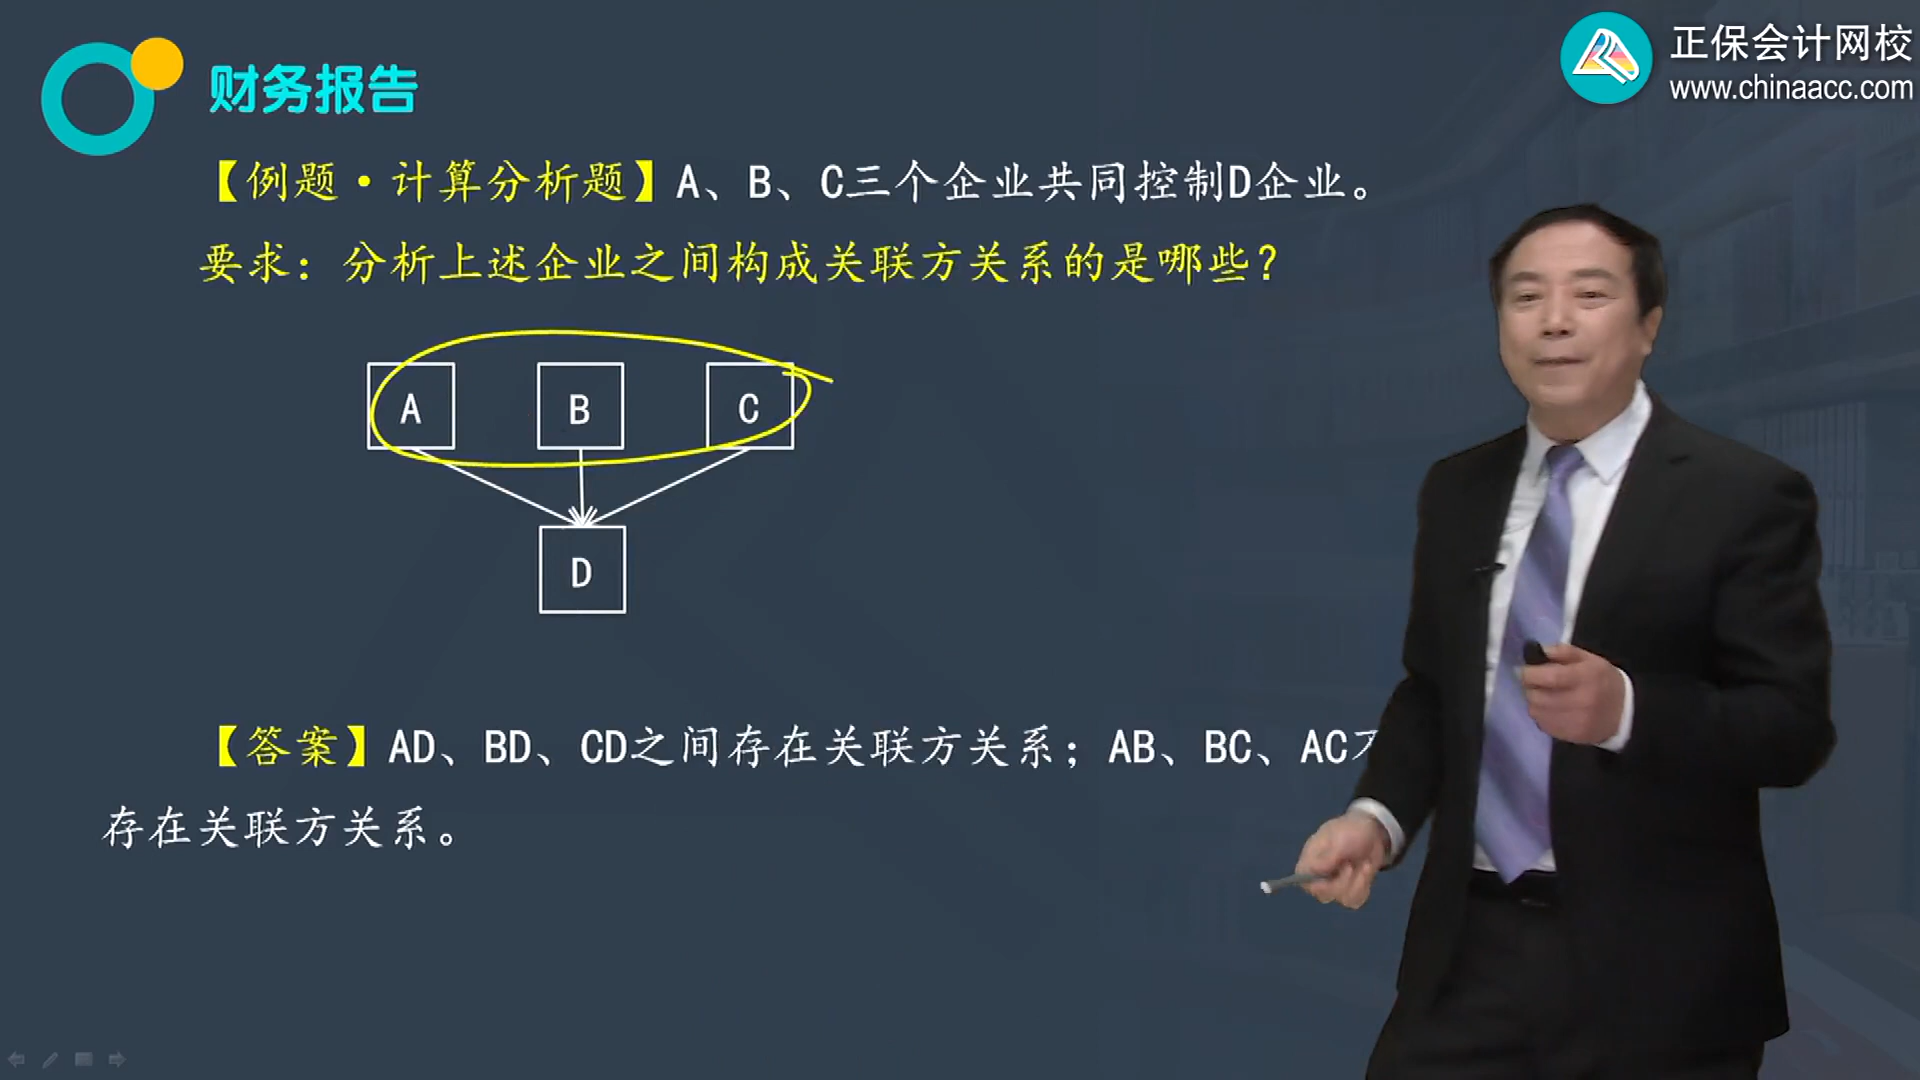 财务报告
正保会计网校
www.chinaacc.com
【例题·计算分析题】A、B、C三个企业共同控制D企业。
要求：分析上述企业之间构成关联方关系的是哪些？
A B C
D
【答案】AD、BD、CD之间存在关联方关系；AB、BC、AC
存在关联方关系。